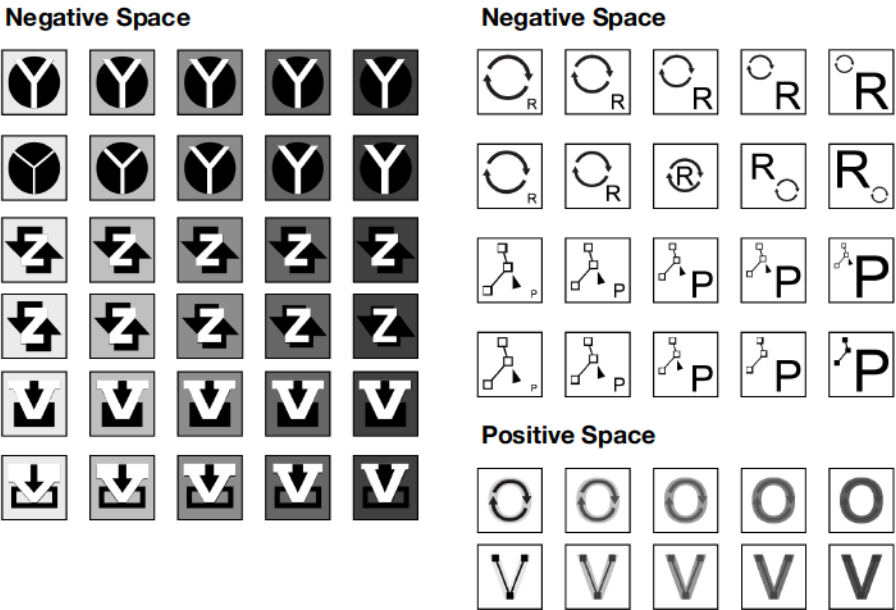 Negative Space
Y Y Y Y Y
Y Y Y Y Y
Z Z Z Z Z
Z Z Z Z Z
V V V V V
V V V V V
Negative Space
R R R R R
R R R R R
P P P P P
P P P P P
Positive Space
O O O O O
V V V V V